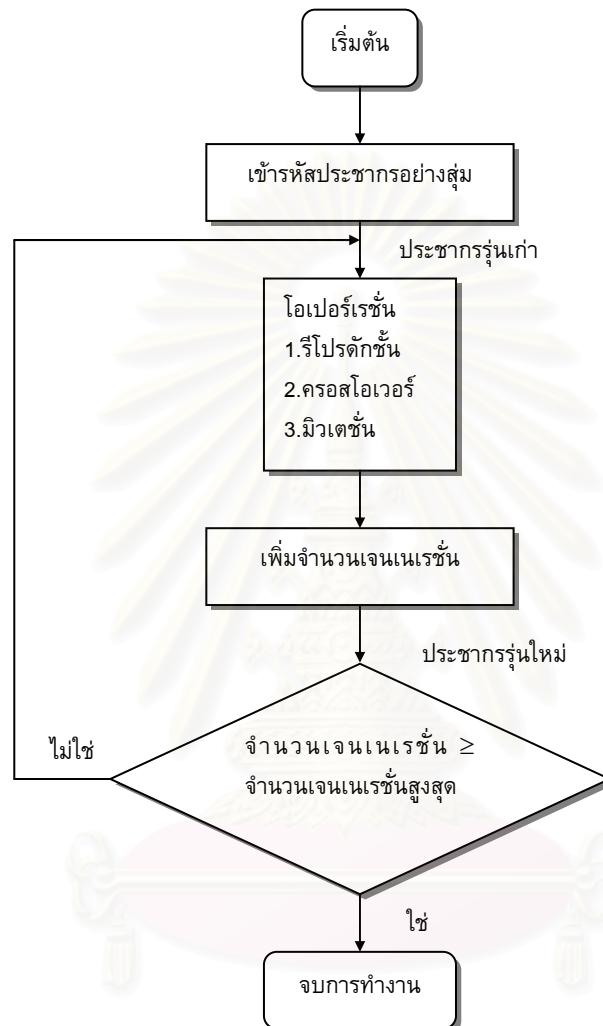 เริ่มต้น
เข้ารหัสประชากรอย่างสุ่ม
ประชากรรุ่นเก่า
โอเปอร์เรชั่น
1.รีโปรดักชั้น
2.ครอสโอเวอร์
3.มิวเตชั่น
เพิ่มจำนวนเจนเนเรชั่น
ประชากรรุ่นใหม่
ไม่ใช่
จำนวนเจนเนเรชั่น ≥
จำนวนเจนเนเรชั่นสูงสุด
ใช่
จบการทำงาน